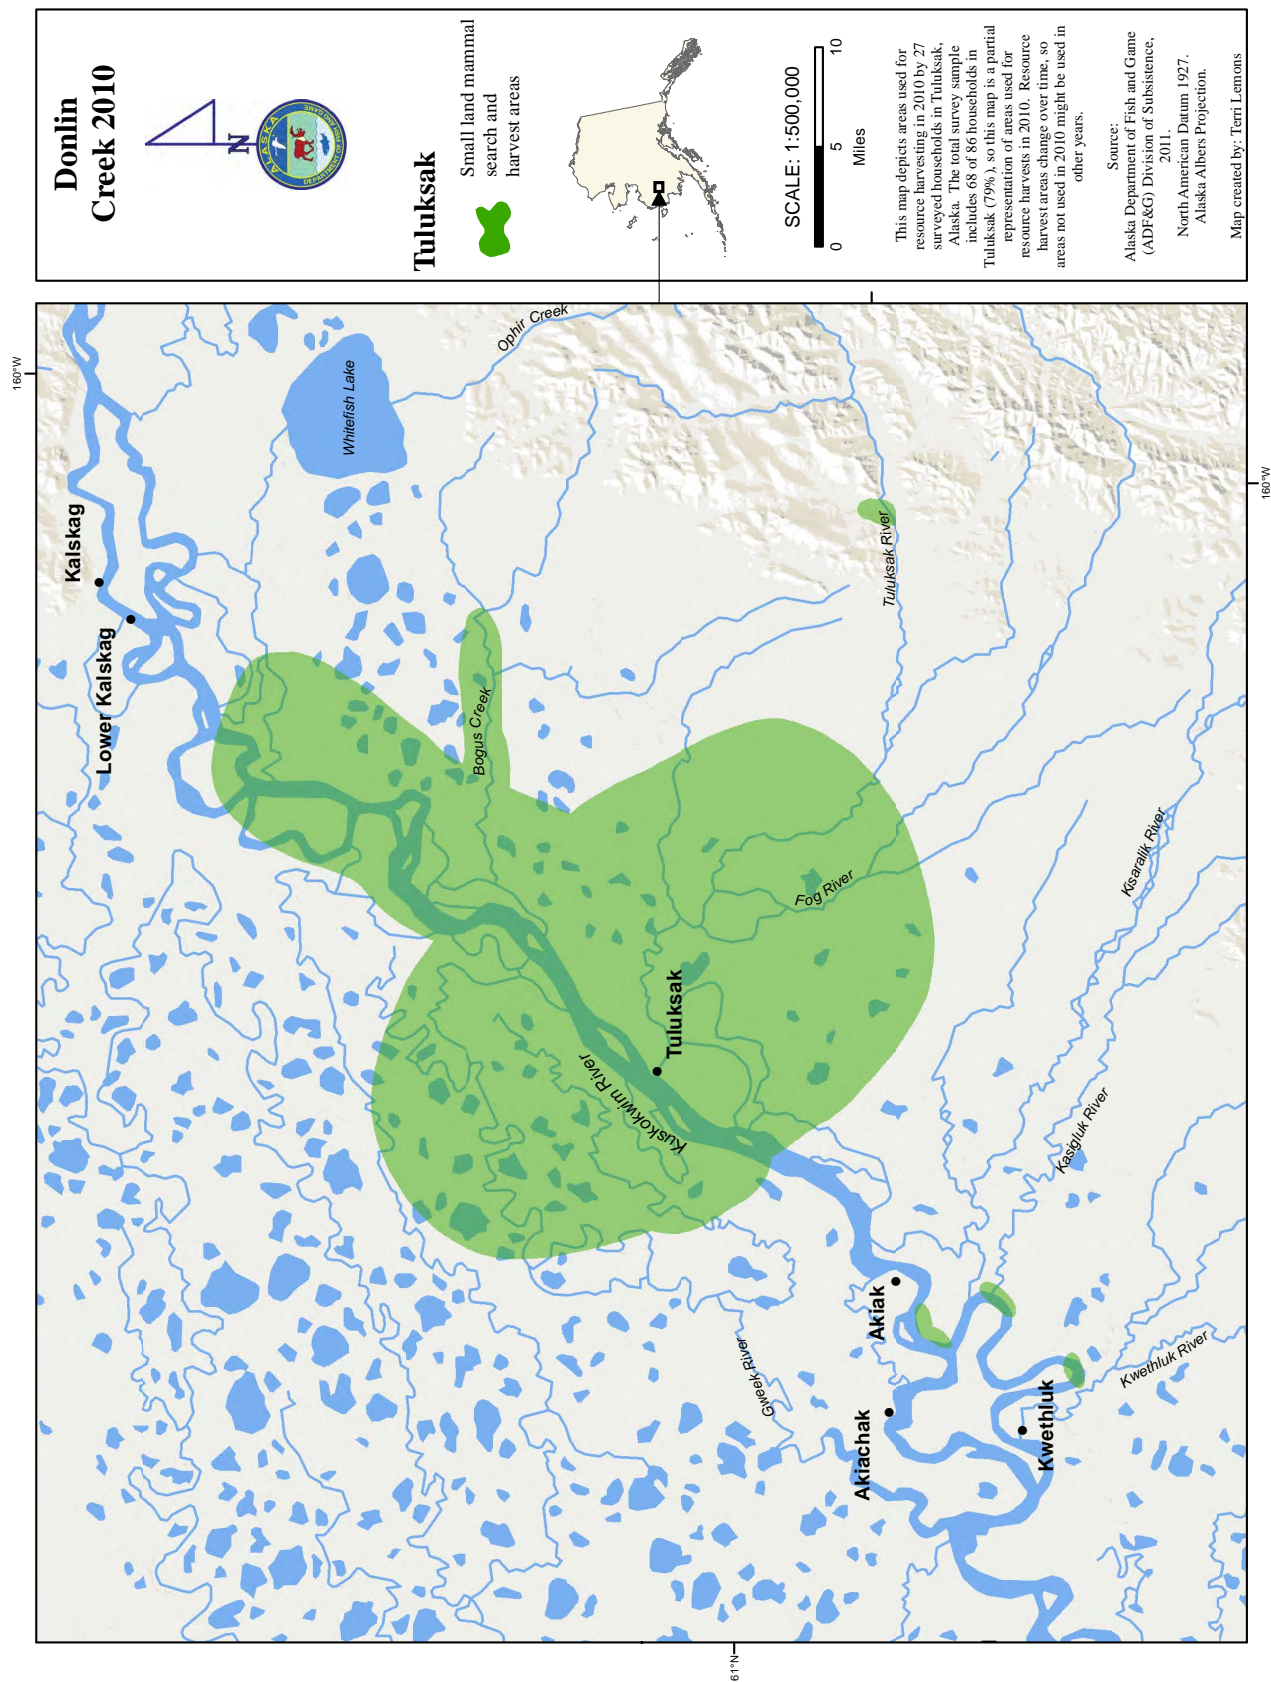 Donlin
Creek 2010
N
ALASKA
DEPARTMENT OF FISH AND GAME
Tuluksak
Small land mammal
search and
harvest areas
SCALE: 1:500,000
0 5 10
Miles
This map depicts areas used for
resource harvesting in 2010 by 27
surveyed households in Tuluksak,
Alaska. The total survey sample
includes 68 of 86 households in
Tuluksak (79%), so this map is a partial
representation of areas used for
resource harvests in 2010. Resource
harvest areas change over time, so
areas not used in 2010 might be used in
other years.
Source:
Alaska Department of Fish and Game
(ADF&G) Division of Subsistence,
2011.
North American Datum 1927.
Alaska Albers Projection.
Map created by: Terri Lemons
160°W
Kalskag
Lower Kalskag
Whitefish Lake
Ophir Creek
Bogus Creek
Tuluksak River
Fog River
Kisaralik River
Tuluksak
Kuskokwim River
Kasigluk River
Akiak
Gweek River
Akiachak
Kwethluk
Kwethluk River
160°W
61°N